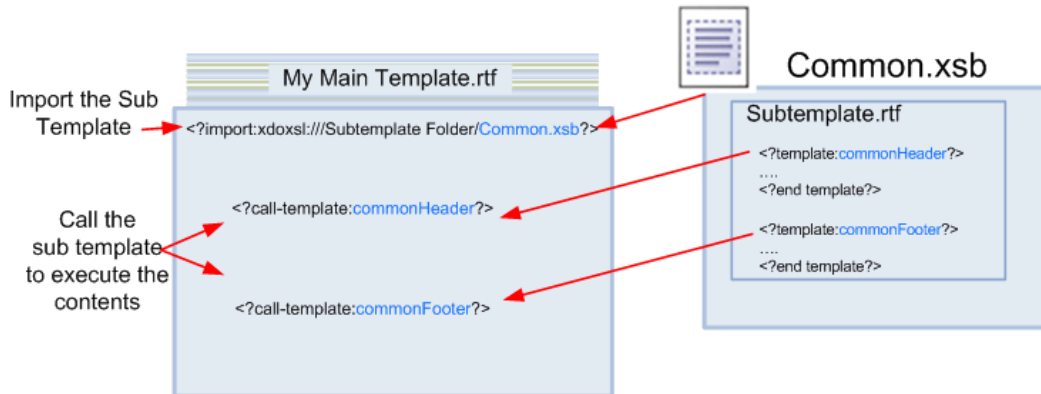 My Main Template.rtf
Import the Sub
Template
<?import:xdoxsl:///Subtemplate Folder/Common.xsb?>
Call the
sub template
to execute the
contents
<?call-template:commonHeader?>
<?call-template:commonFooter?>
Common.xsb
Subtemplate.rtf
<?template:commonHeader?>
....
<?end template?>
<?template:commonFooter?>
....
<?end template?>